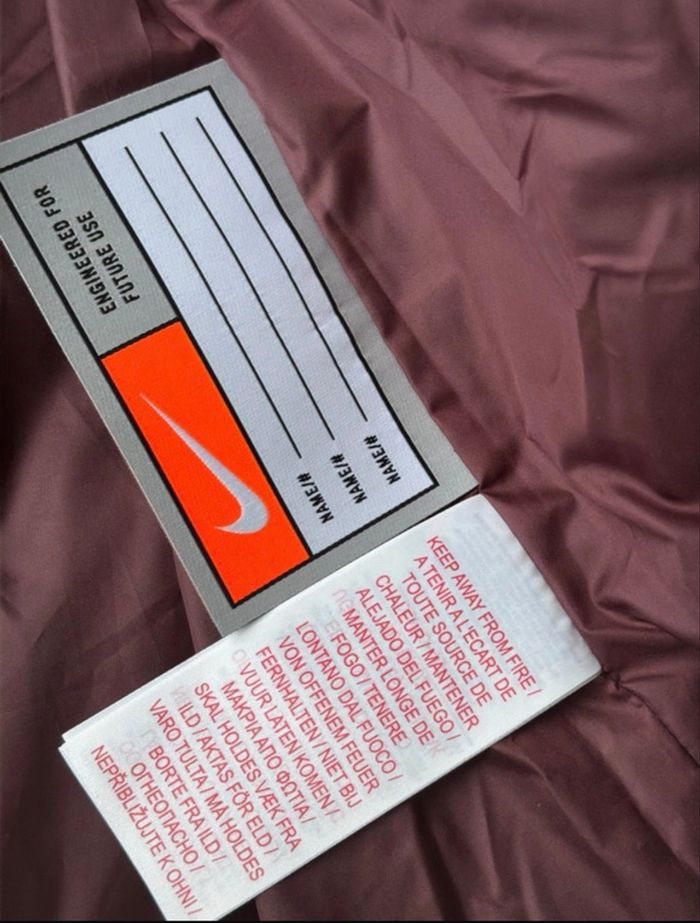 ENGINEERED FOR
FUTURE USE
NAME/#
NAME/#
NAME/#
KEEP AWAY FROM FIRE /
A TENIR A L'ECART DE
TOUTE SOURCE DE
CHALEUR / MANTENER
ALEJADO DEL FUEGO /
MANTER LONGE DE
FOGO / TENERE
LONTANO DAL FUOCO /
VON OFFENEM FEUER
FERNHALTEN / NIET BIJ
VUUR LATEN KOMEN /
ΜΑΚΡΙΑ ΑΠΟ ΦΩΤΙΑ /
SKAL HOLDES VÆK FRA
ILD / AKTAS FÖR ELD /
VARO TULTA / MÅ HOLDES
BORTE FRA ILD /
ОГНЕОПАСНО /
NEPŘIBLIŽUJTE K OHNI /